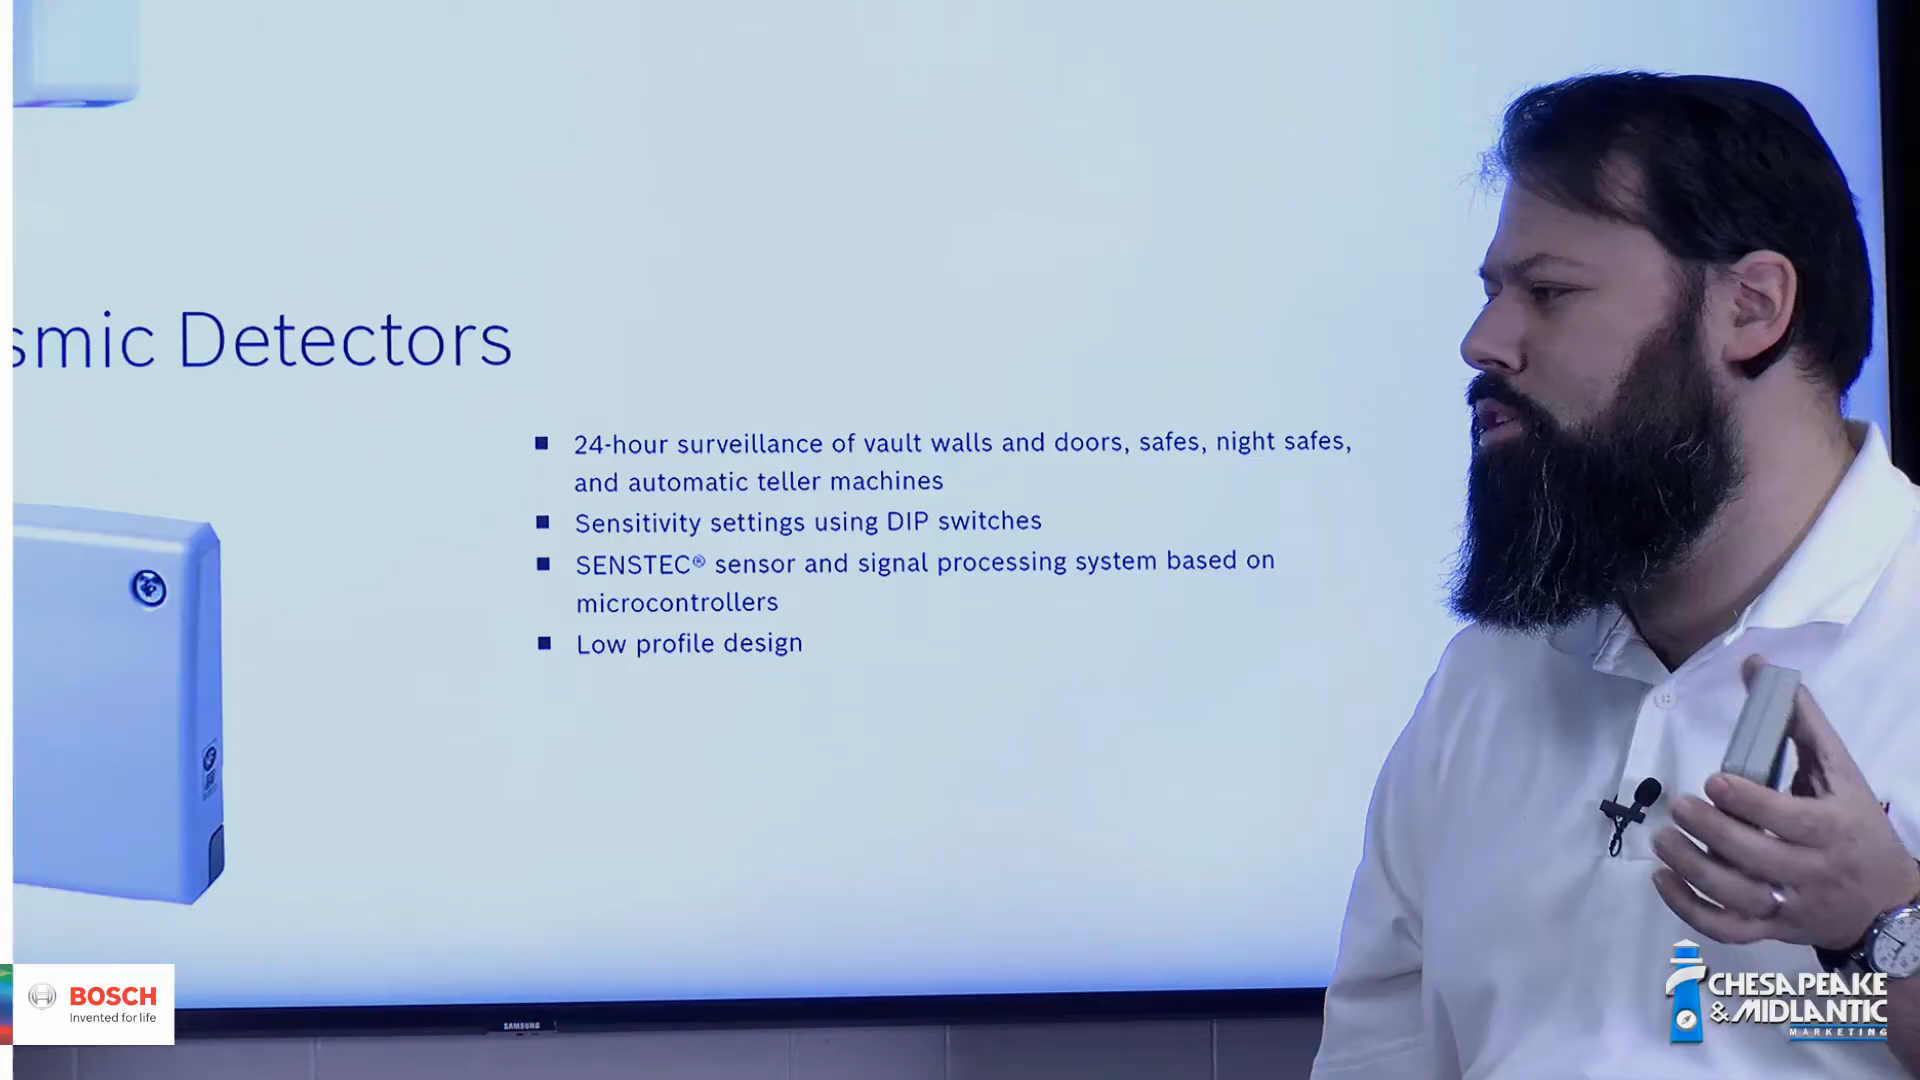 smic Detectors
■ 24-hour surveillance of vault walls and doors, safes, night safes,
and automatic teller machines
■ Sensitivity settings using DIP switches
■ SENSTEC® sensor and signal processing system based on
microcontrollers
■ Low profile design
BOSCH
Invented for life
SAMSUNG
CHESAPEAKE
& MIDLANTIC
MARKETING